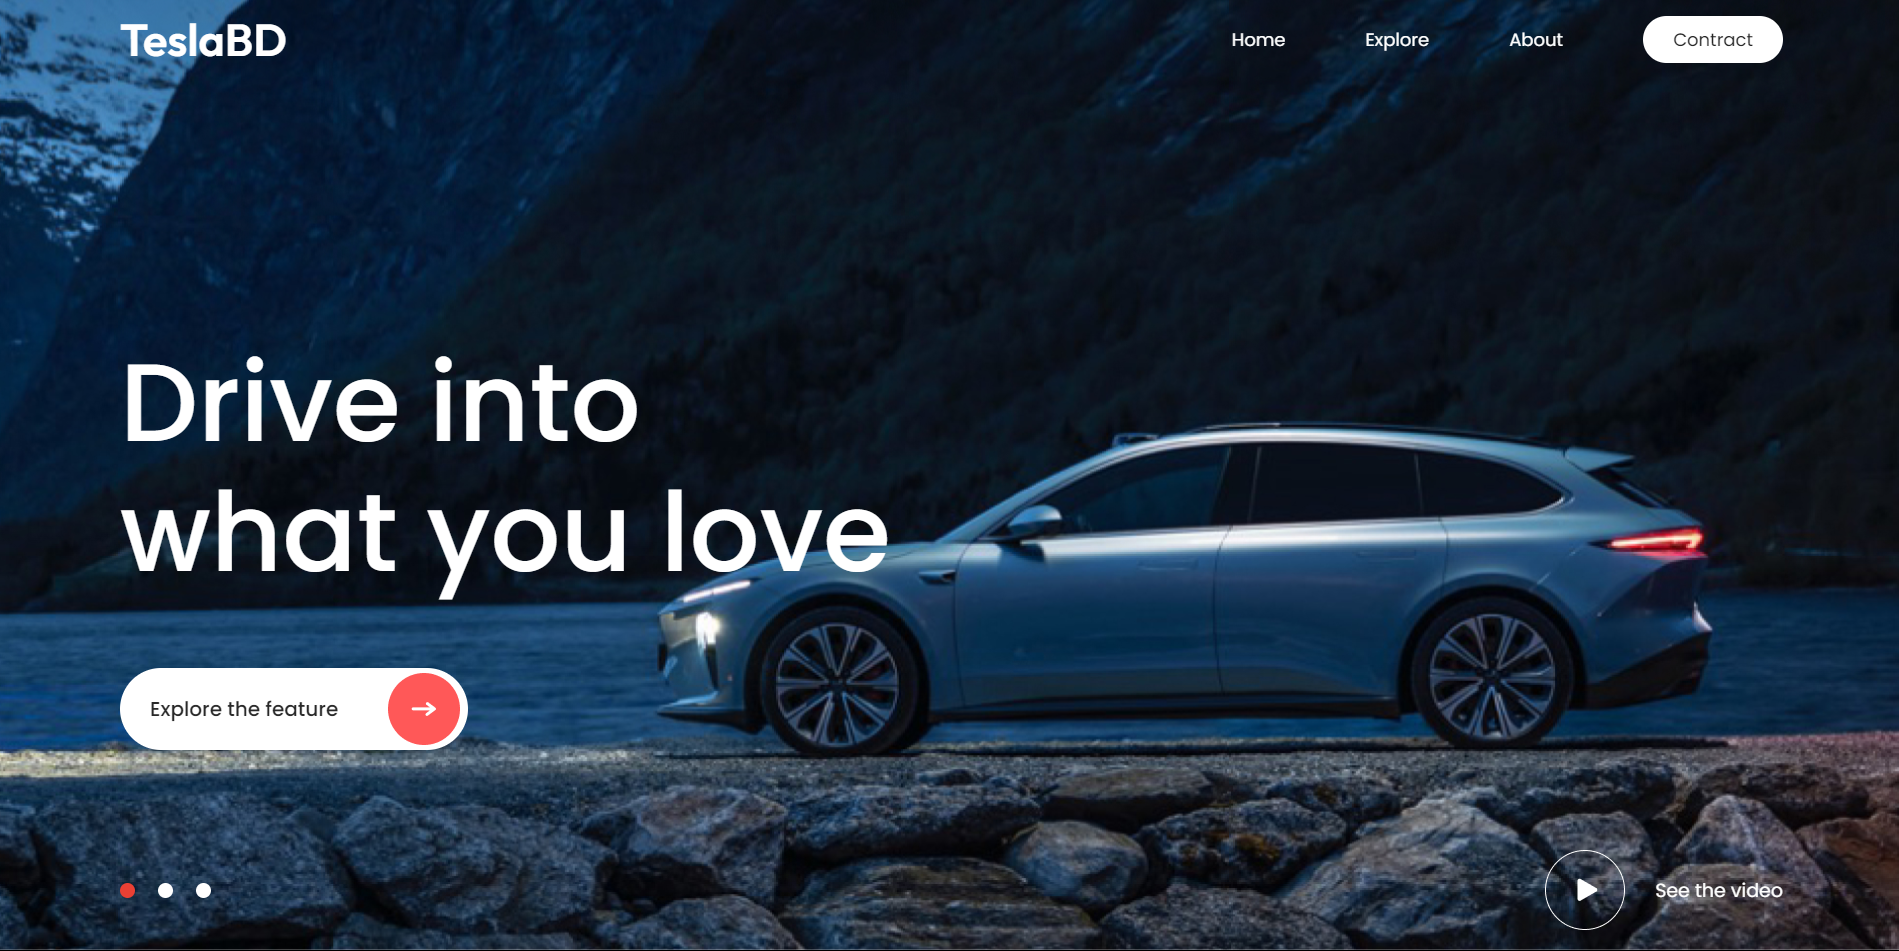 TeslaBD
Home
Explore
About
Contract
Drive into
what you love
Explore the feature
See the video